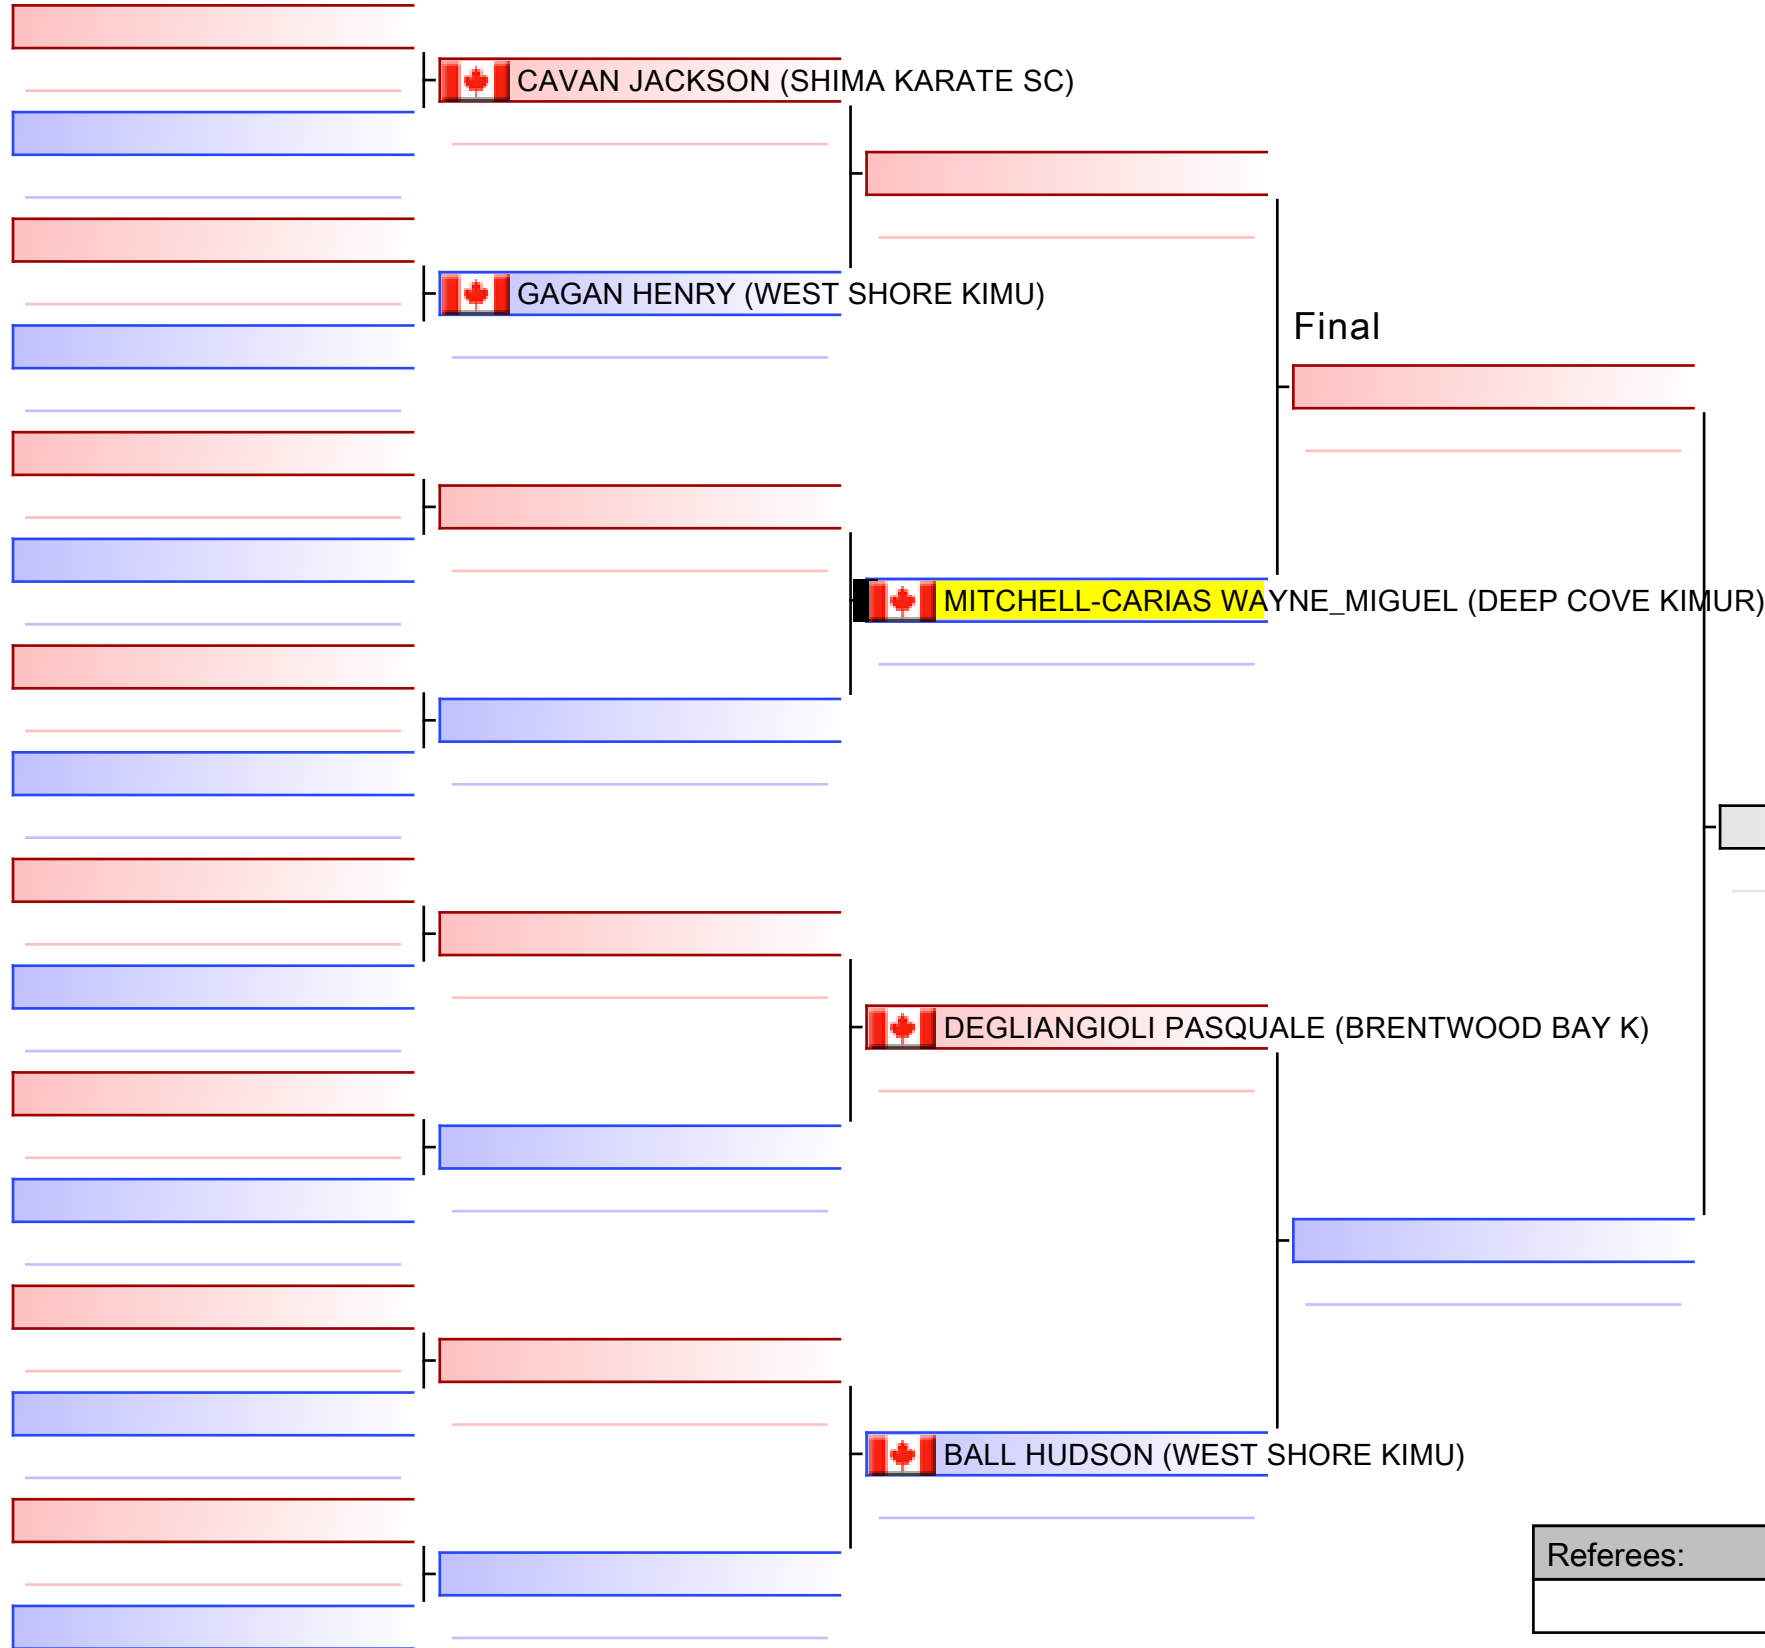 CAVAN JACKSON (SHIMA KARATE SC)
GAGAN HENRY (WEST SHORE KIMU)
Final
MITCHELL-CARIAS WAYNE_MIGUEL (DEEP COVE KIMUR)
DEGLIANGIOLI PASQUALE (BRENTWOOD BAY K)
BALL HUDSON (WEST SHORE KIMU)
Referees: